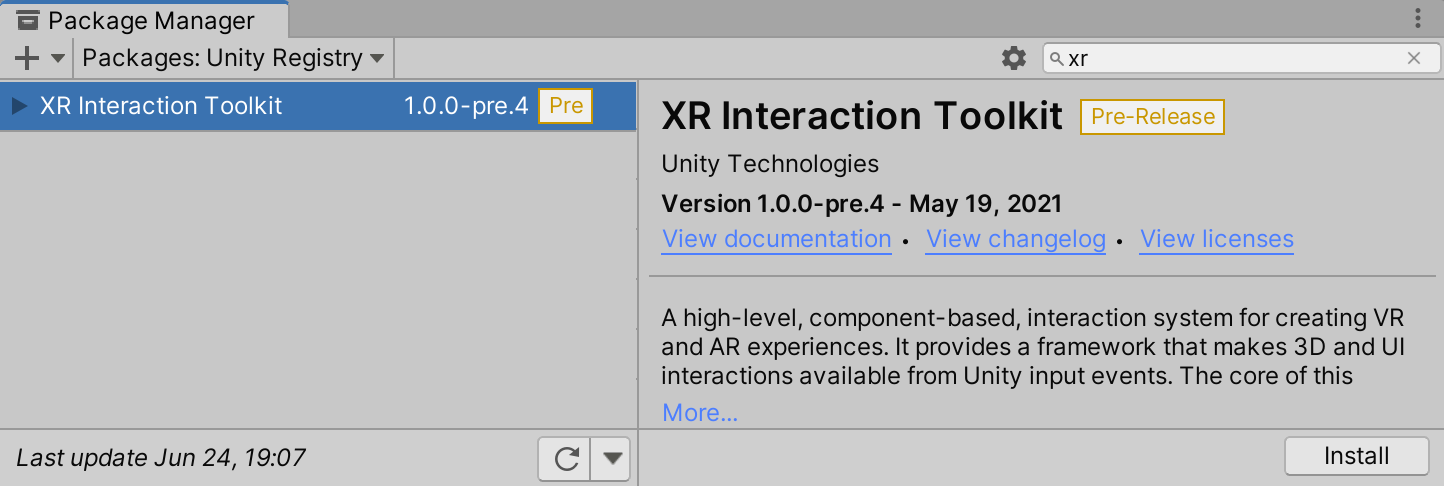 Package Manager
Packages: Unity Registry
xr
XR Interaction Toolkit 1.0.0-pre.4 Pre
XR Interaction Toolkit Pre-Release
Unity Technologies
Version 1.0.0-pre.4 - May 19, 2021
View documentation • View changelog • View licenses
A high-level, component-based, interaction system for creating VR
and AR experiences. It provides a framework that makes 3D and UI
interactions available from Unity input events. The core of this
More...
Last update Jun 24, 19:07
Install